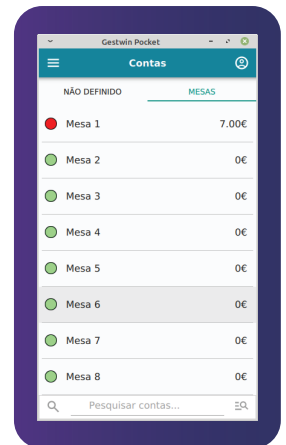 Gestwin Pocket
Contas
NÃO DEFINIDO MESAS
Mesa 1 7.00€
Mesa 2 0€
Mesa 3 0€
Mesa 4 0€
Mesa 5 0€
Mesa 6 0€
Mesa 7 0€
Mesa 8 0€
Pesquisar contas...